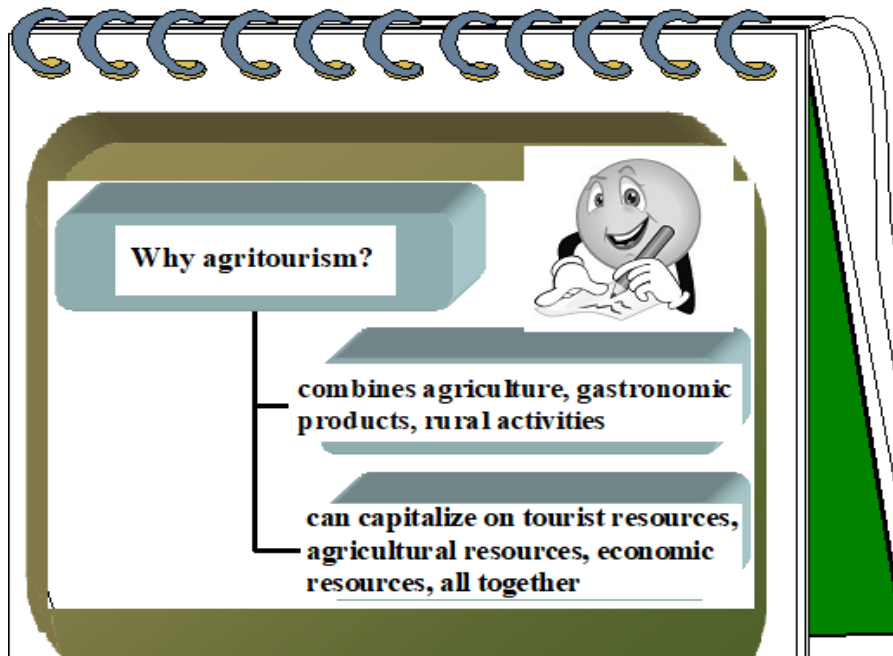 Why agritourism?
combines agriculture, gastronomic
products, rural activities
can capitalize on tourist resources,
agricultural resources, economic
resources, all together